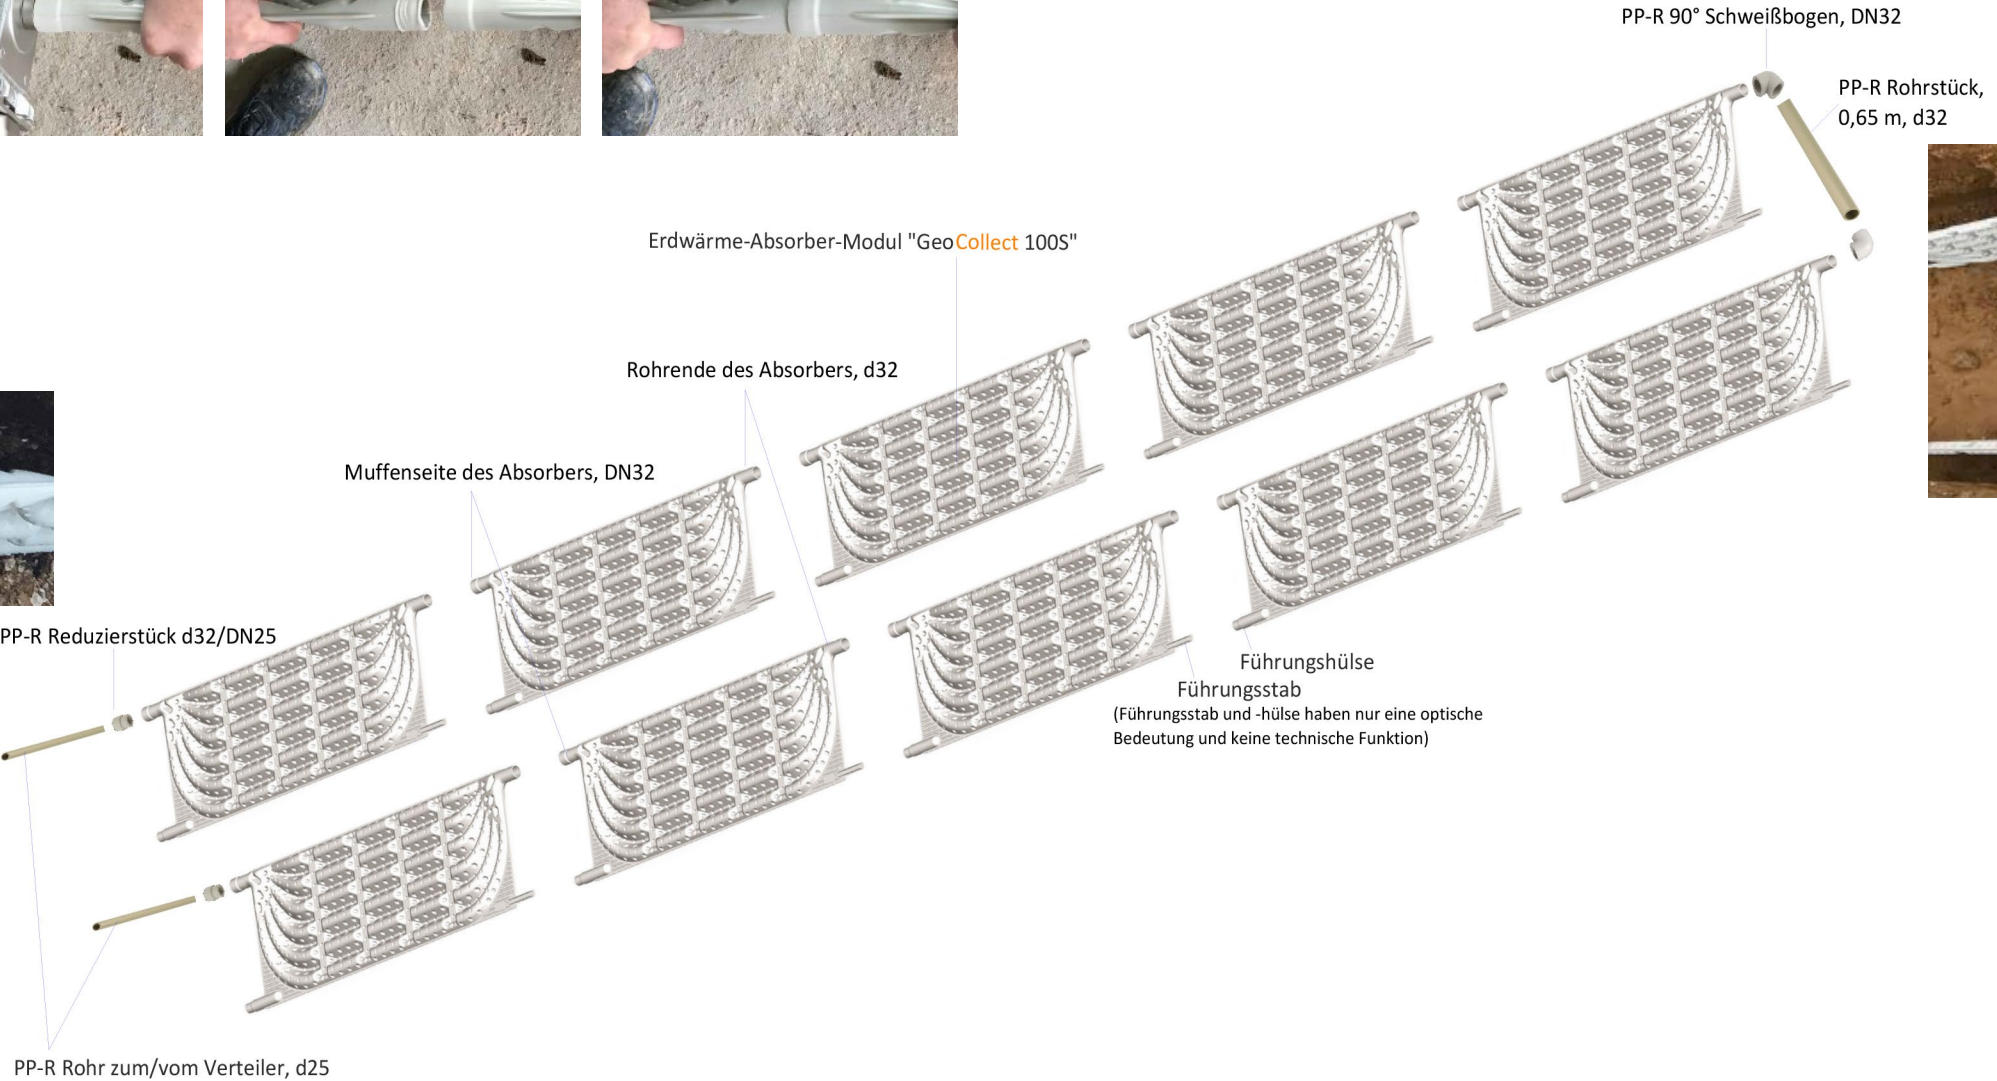 PP-R 90° Schweißbogen, DN32
PP-R Rohrstück,
0,65 m, d32
Erdwärme-Absorber-Modul "GeoCollect 100S"
Rohrende des Absorbers, d32
Muffenseite des Absorbers, DN32
PP-R Reduzierstück d32/DN25
Führungshülse
Führungsstab
(Führungsstab und -hülse haben nur eine optische
Bedeutung und keine technische Funktion)
PP-R Rohr zum/vom Verteiler, d25